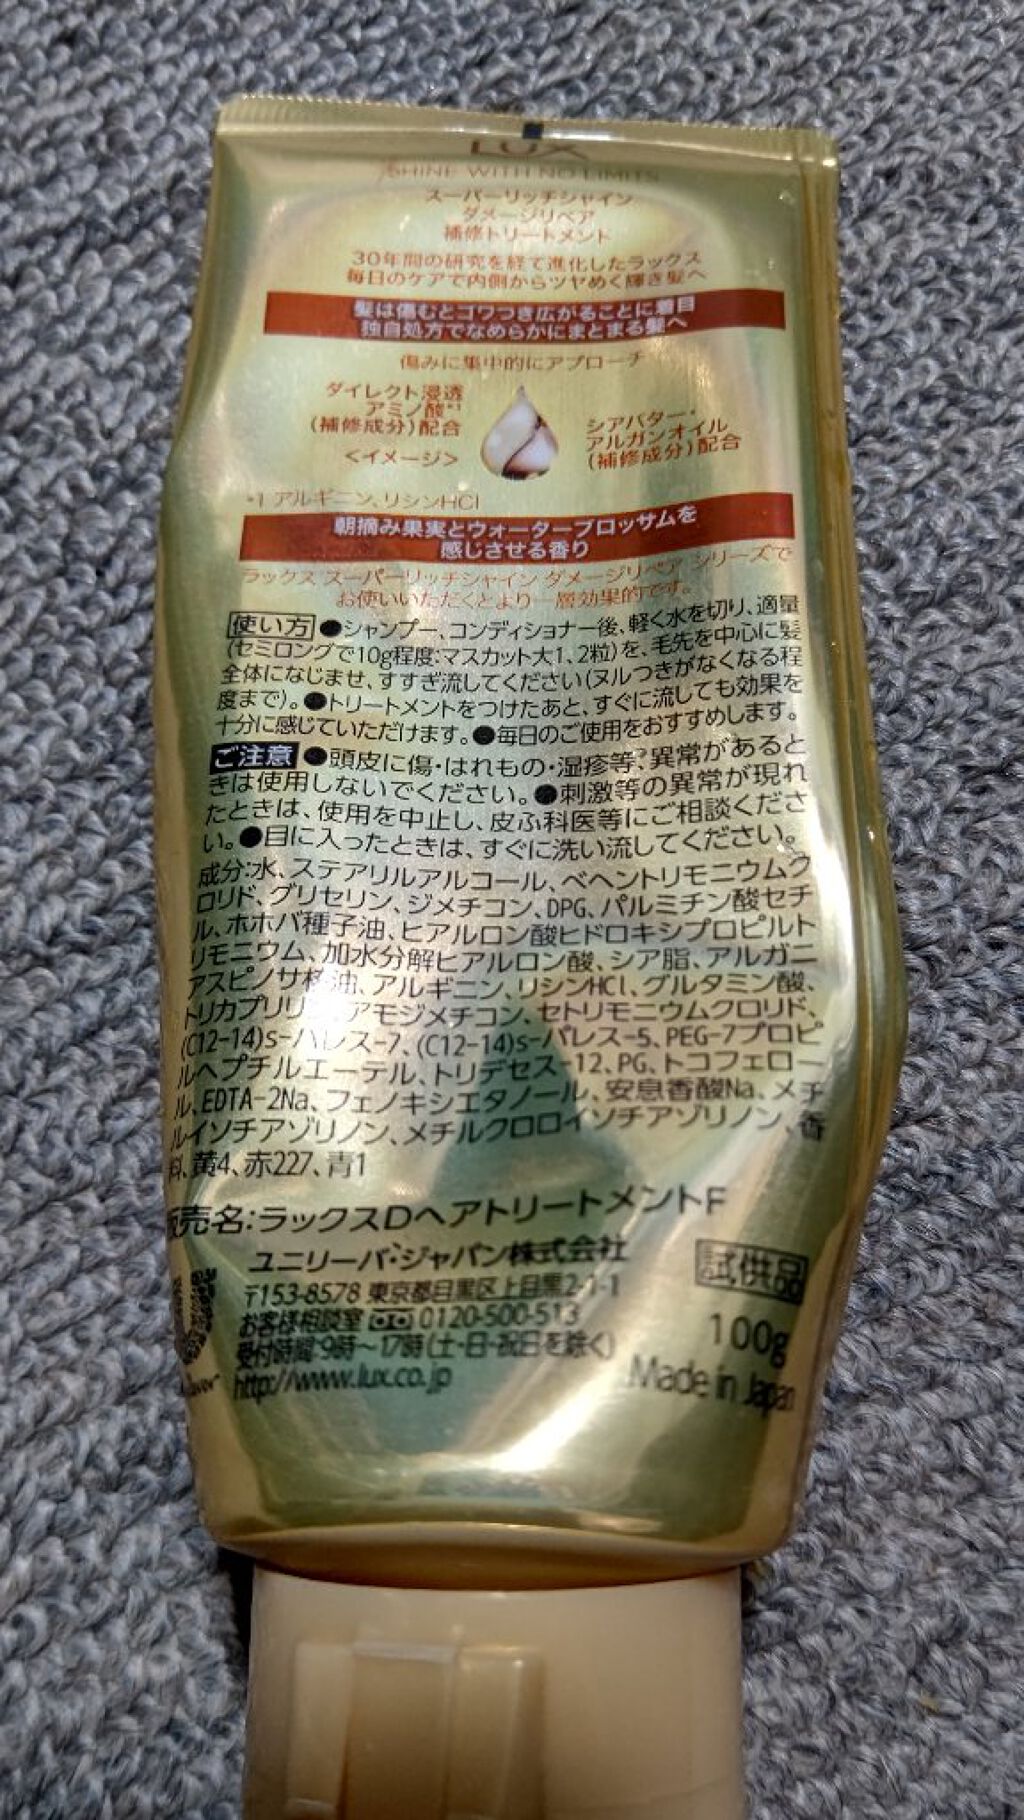 LUX
SHINE WITH NO LIMITS
スーパーリッチシャイン
ダメージリペア
補修トリートメント
30年間の研究を経て進化したラックス
毎日のケアで内側からツヤめく輝き髪へ
髪は傷むとゴワつき広がることに着目
独自処方でなめらかにまとまる髪へ
傷みに集中的にアプローチ
ダイレクト浸透
アミノ酸*1
(補修成分)配合
<イメージ>
シアバター・
アルガンオイル
(補修成分)配合
*1 アルギニン、リシンHCl
朝摘み果実とウォーターブロッサムを
感じさせる香り
ラックス スーパーリッチシャイン ダメージリペア シリーズで
お使いいただくとより一層効果的です。
使い方 ●シャンプー、コンディショナー後、軽く水を切り、適量
(セミロングで10g程度:マスカット大1、2粒)を、毛先を中心に髪
全体になじませ、すすぎ流してください(ヌルつきがなくなる程
度まで)。●トリートメントをつけたあと、すぐに流しても効果を
十分に感じていただけます。●毎日のご使用をおすすめします。
ご注意 ●頭皮に傷・はれもの・湿疹等、異常があると
きは使用しないでください。●刺激等の異常が現れ
たときは、使用を中止し、皮ふ科医等にご相談くださ
い。●目に入ったときは、すぐに洗い流してください。
成分:水、ステアリルアルコール、ベヘントリモニウムク
ロリド、グリセリン、ジメチコン、DPG、パルミチン酸セチ
ル、ホホバ種子油、ヒアルロン酸ヒドロキシプロピルト
リモニウム、加水分解ヒアルロン酸、シア脂、アルガニ
アスピノサ核油、アルギニン、リシンHCl、グルタミン酸、
トリカプリリ アモジメチコン、セトリモニウムクロリド、
(C12-14)s-パレス-7、(C12-14)s-パレス-5、PEG-7プロピ
ルヘプチルエーテル、トリデセス-12、PG、トコフェロー
ル、EDTA-2Na、フェノキシエタノール、安息香酸Na、メチ
ルイソチアゾリノン、メチルクロロイソチアゾリノン、香
料、黄4、赤227、青1
販売名:ラックスDヘアトリートメントF
ユニリーバ・ジャパン株式会社
〒153-8578 東京都目黒区上目黒2-1-1
お客様相談室 0120-500-513
受付時間:9時～17時(土・日・祝日を除く)
http://www.lux.co.jp
試供品
100g
Made in Japan